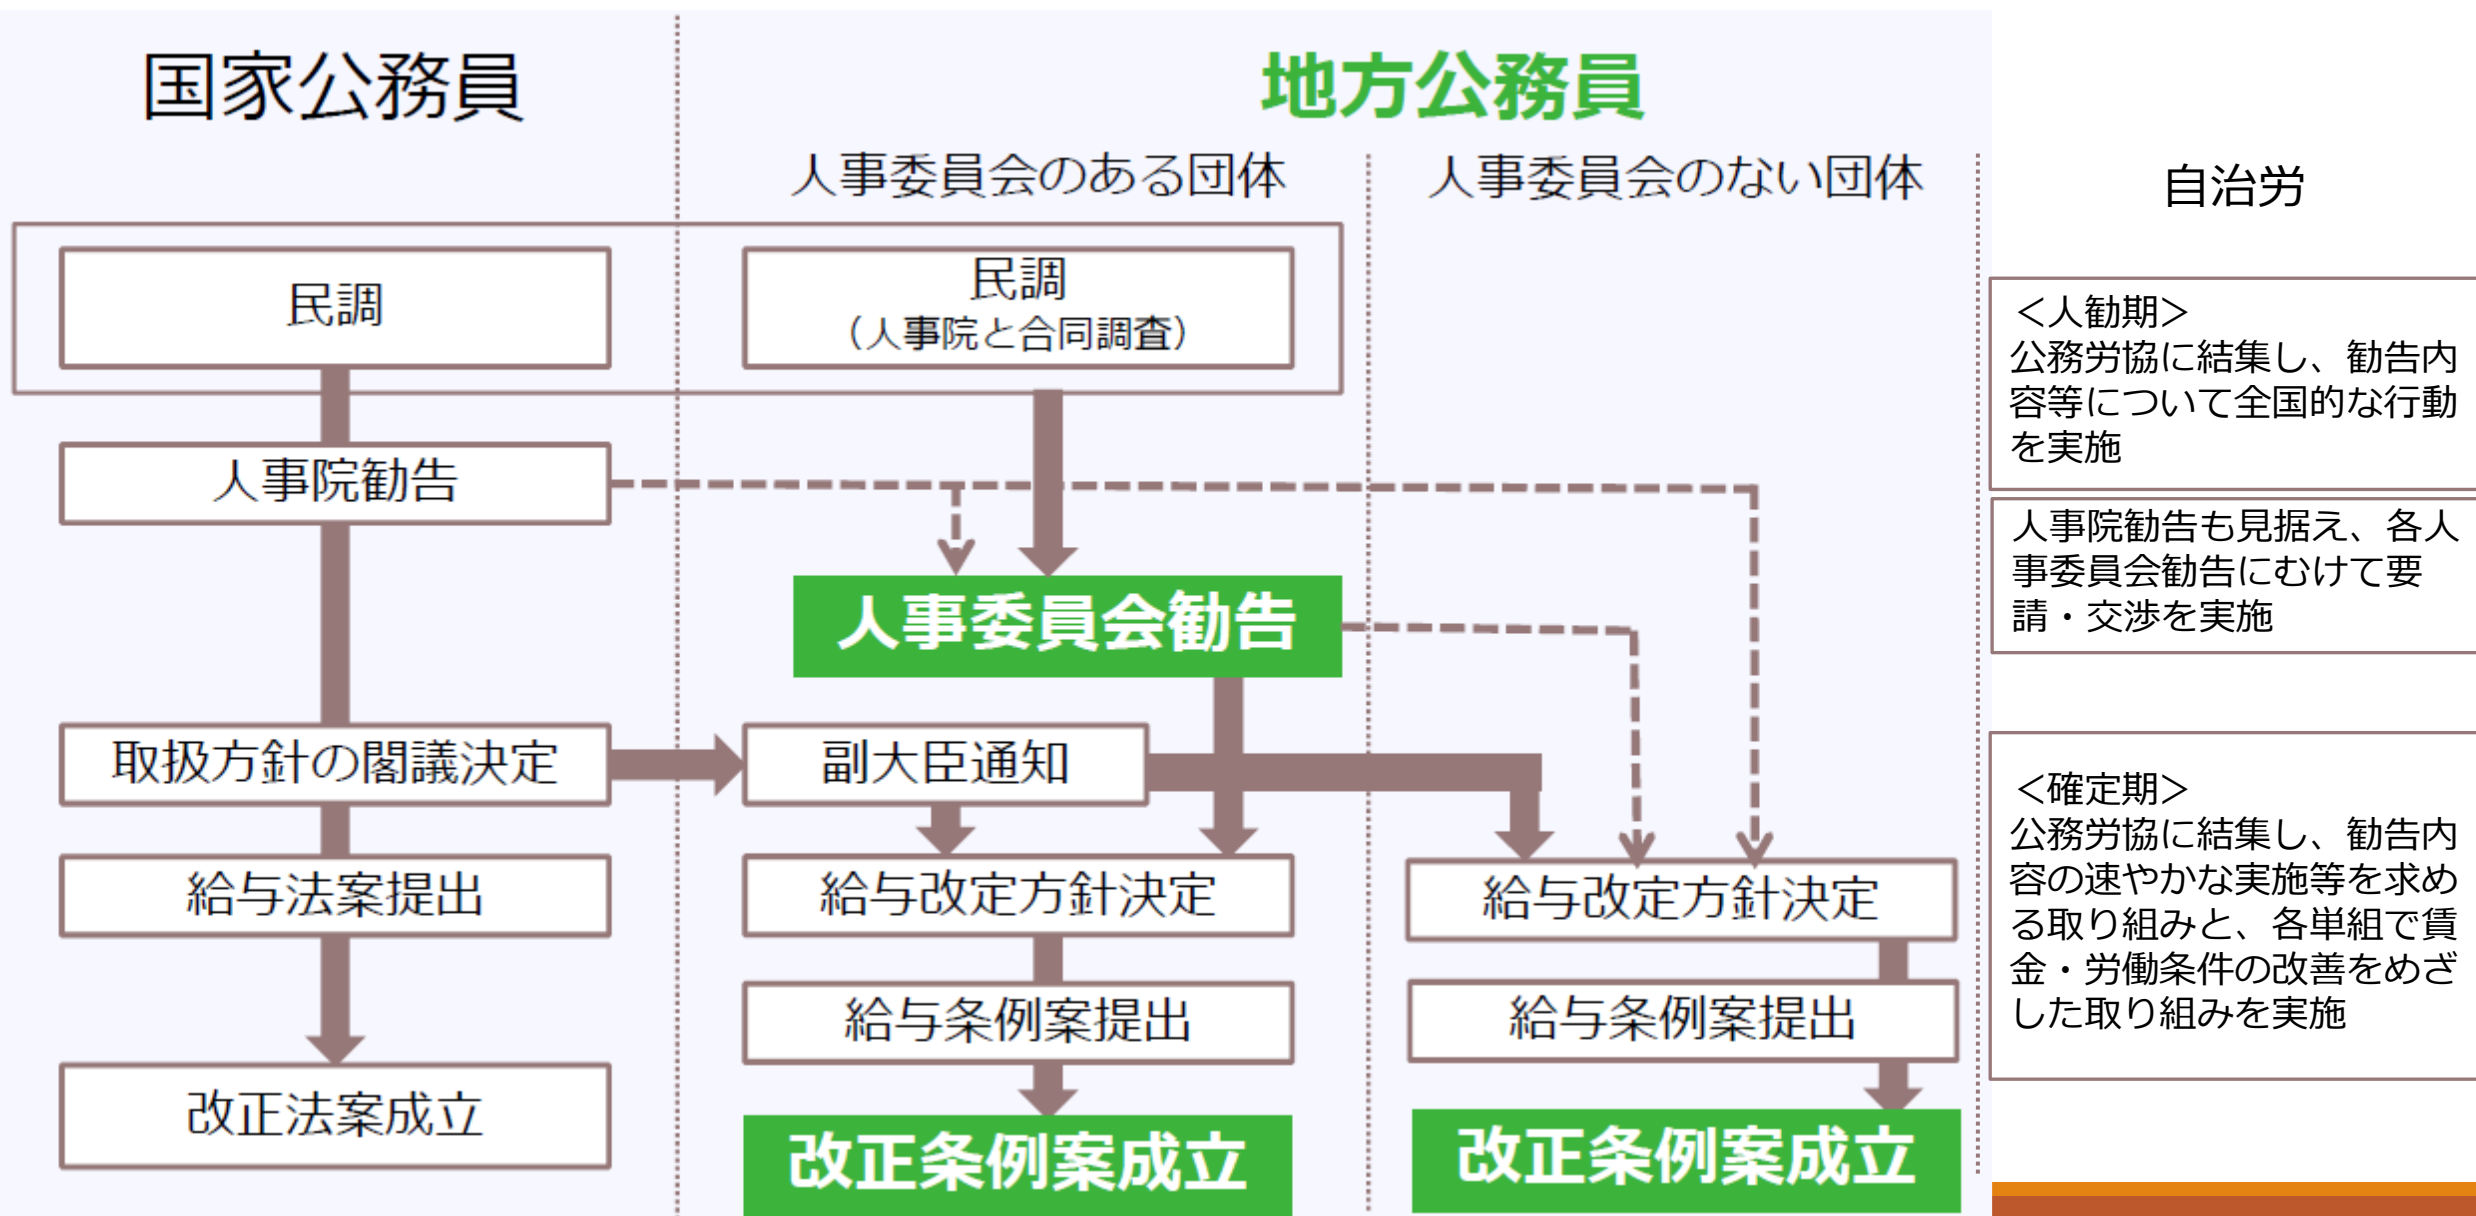 国家公務員
地方公務員
人事委員会のある団体
人事委員会のない団体
自治労
民調
民調
（人事院と合同調査）
人事院勧告
人事委員会勧告
取扱方針の閣議決定
副大臣通知
給与法案提出
給与改定方針決定
給与改定方針決定
給与条例案提出
給与条例案提出
改正法案成立
改正条例案成立
改正条例案成立
＜人勧期＞
公務労協に結集し、勧告内
容等について全国的な行動
を実施
人事院勧告も見据え、各人
事委員会勧告にむけて要
請・交渉を実施
＜確定期＞
公務労協に結集し、勧告内
容の速やかな実施等を求め
る取り組みと、各単組で賃
金・労働条件の改善をめざ
した取り組みを実施